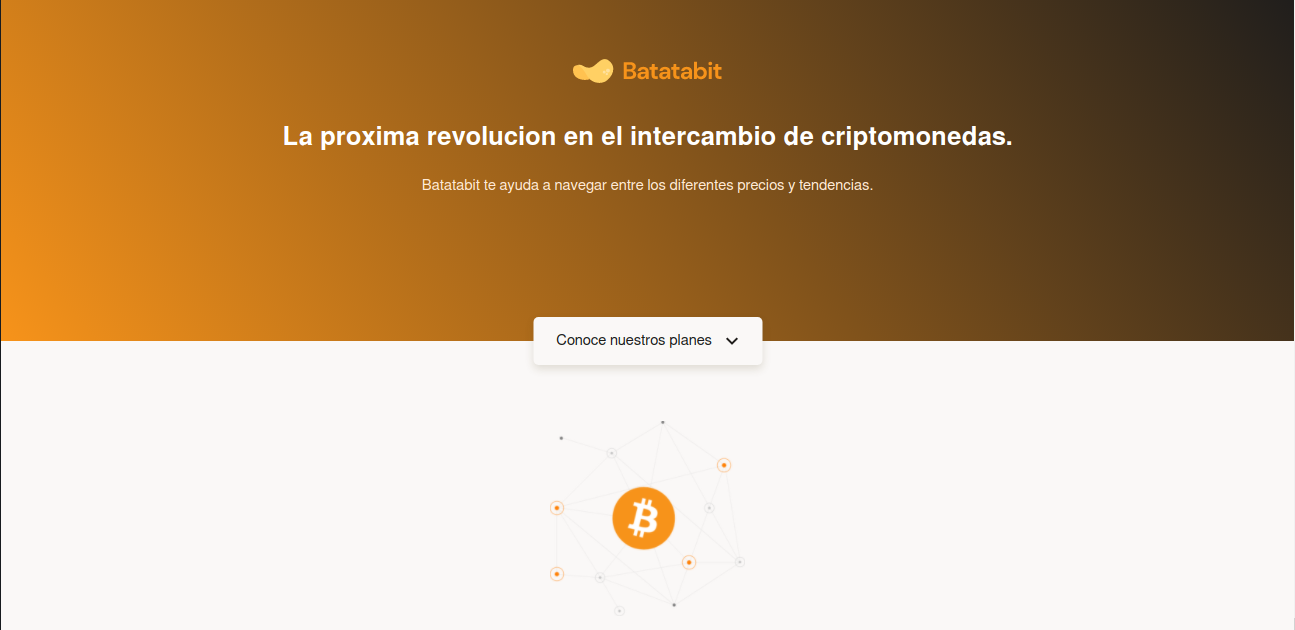 Batatabit
La proxima revolucion en el intercambio de criptomonedas.
Batatabit te ayuda a navegar entre los diferentes precios y tendencias.
Conoce nuestros planes